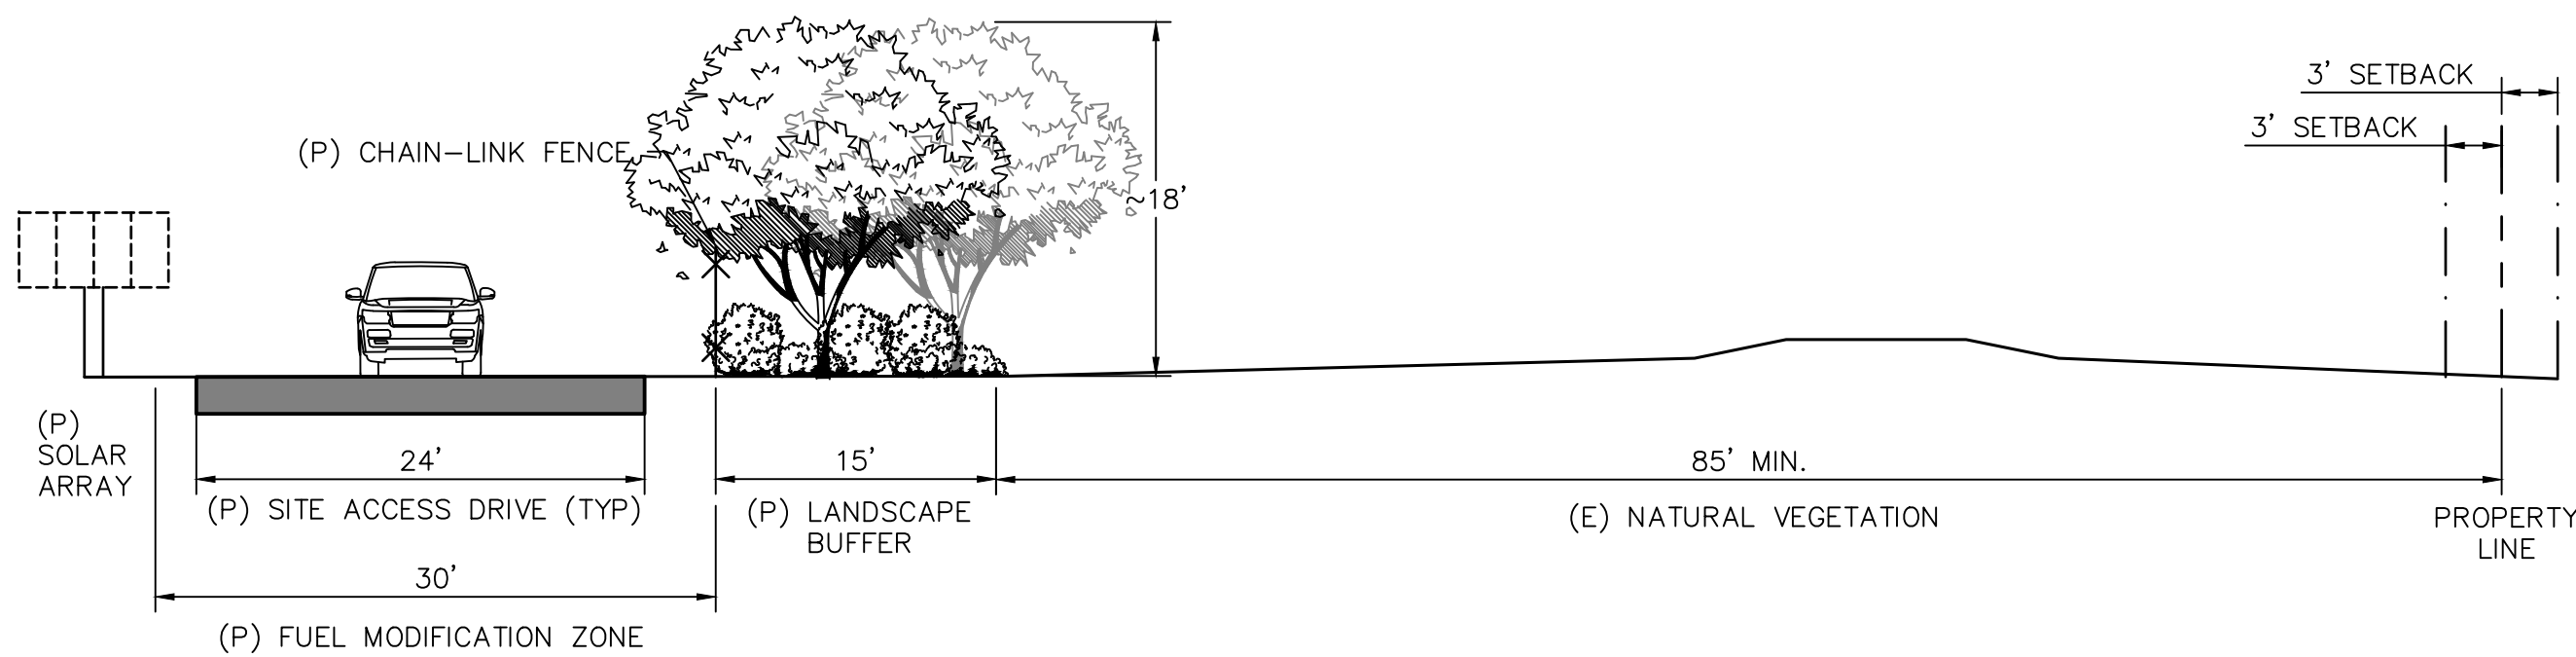 3' SETBACK
3' SETBACK
(P) CHAIN-LINK FENCE
~18'
(P)
SOLAR
ARRAY
24'
(P) SITE ACCESS DRIVE (TYP)
15'
(P) LANDSCAPE
BUFFER
85' MIN.
(E) NATURAL VEGETATION
PROPERTY
LINE
30'
(P) FUEL MODIFICATION ZONE